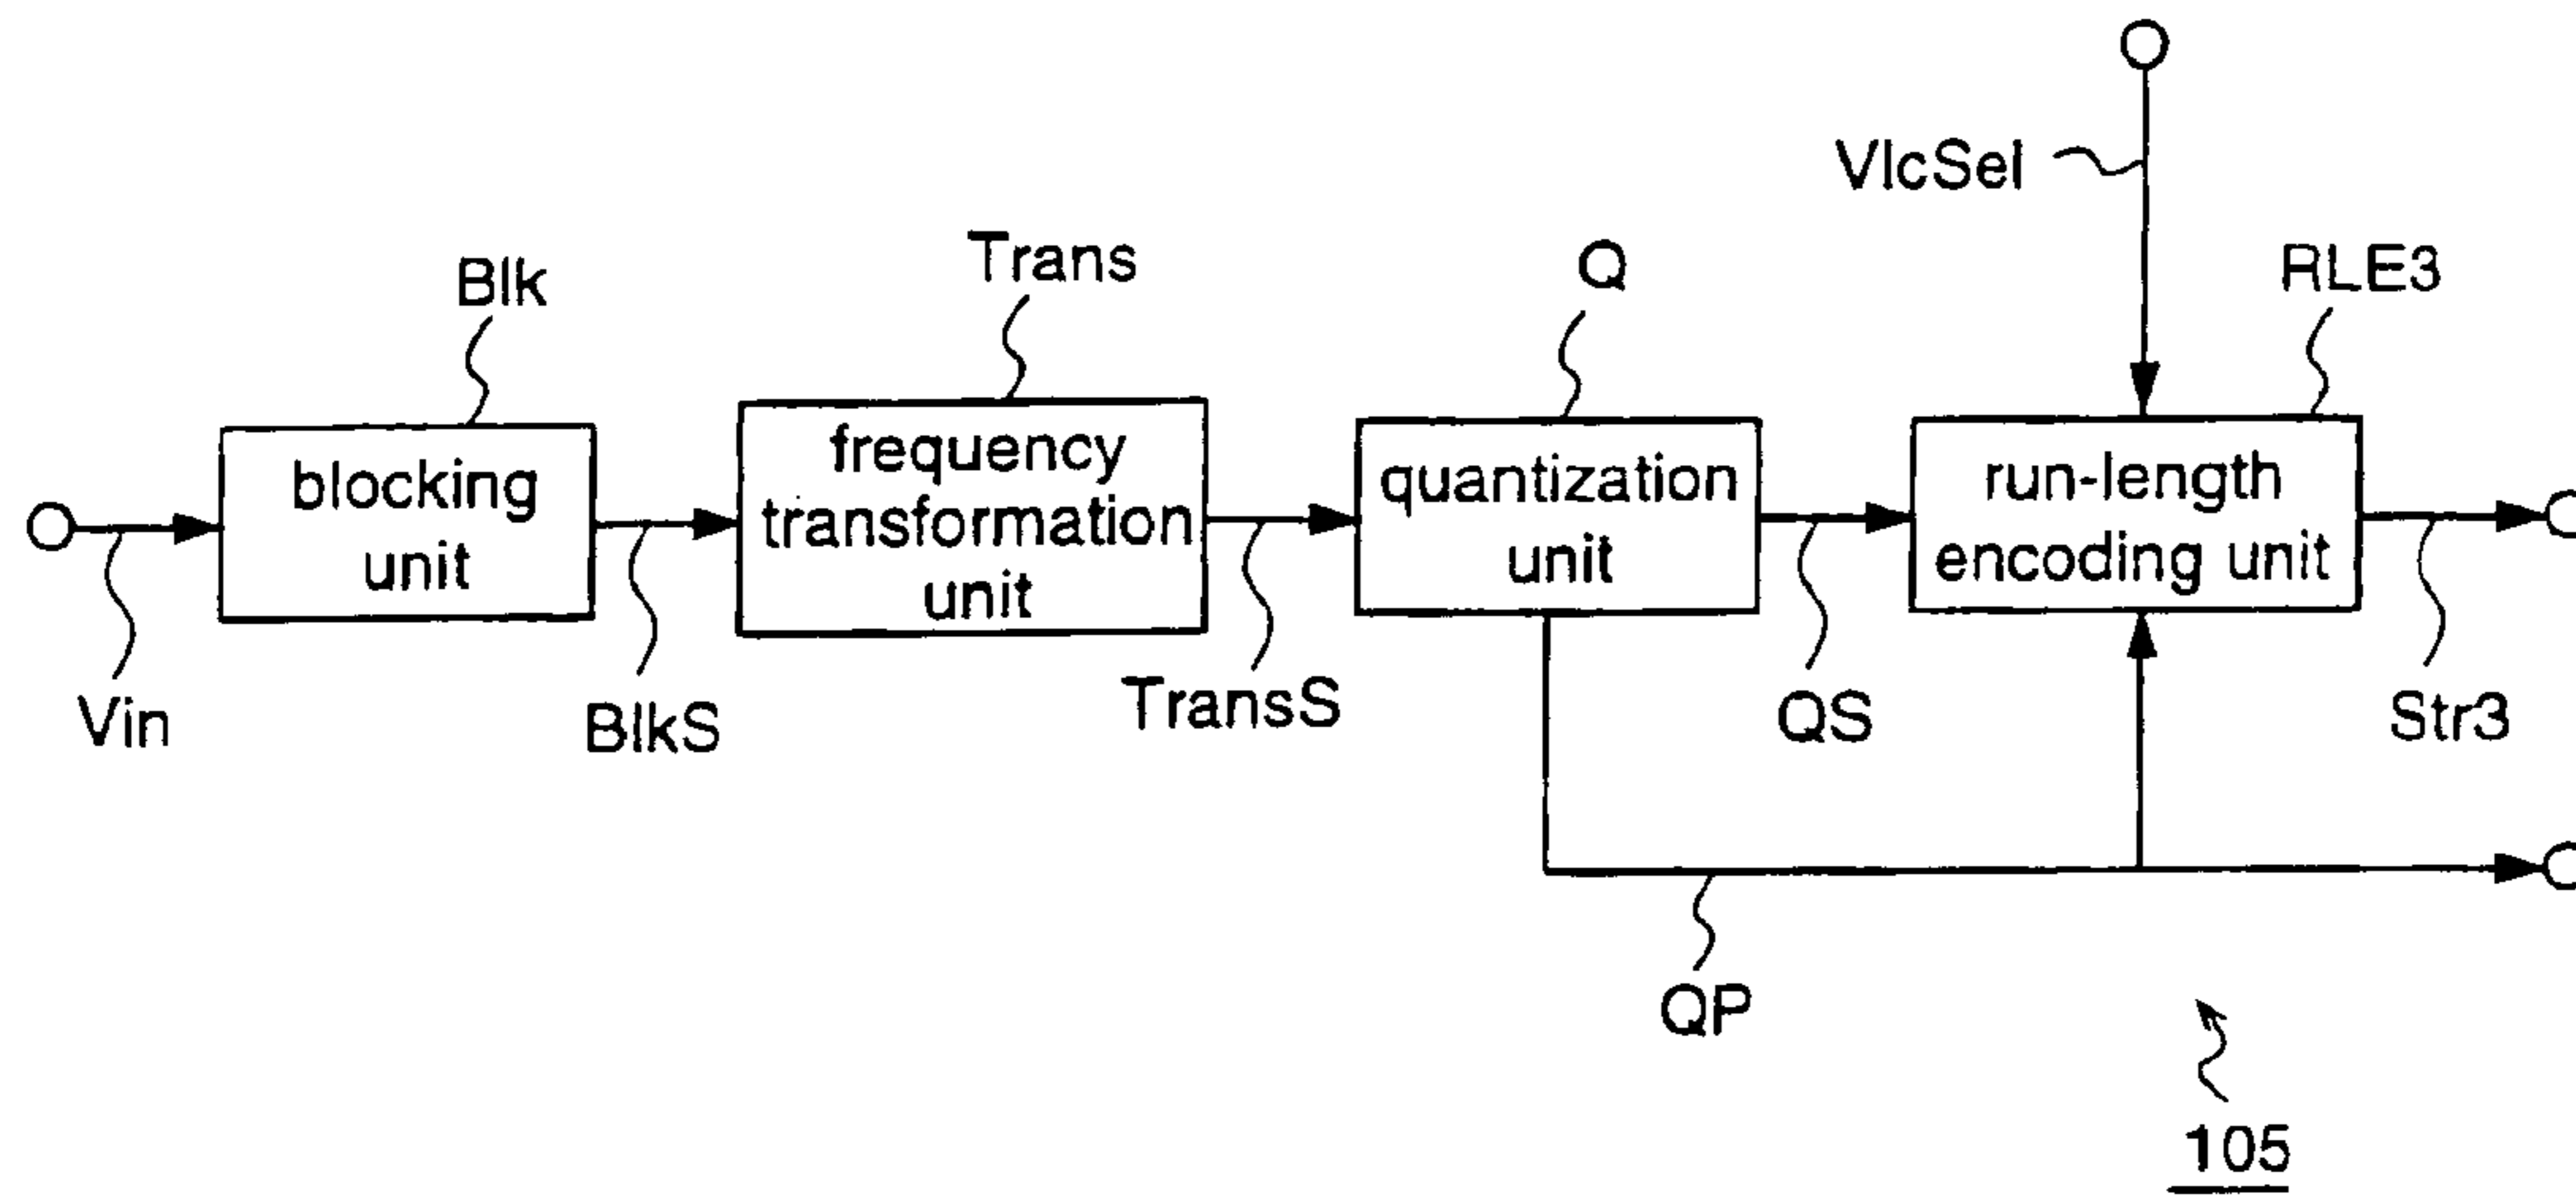 VlcSel
Blk
Trans
Q
RLE3
blocking
unit
frequency
transformation
unit
quantization
unit
run-length
encoding unit
Vin
BlkS
TransS
QS
Str3
QP
105